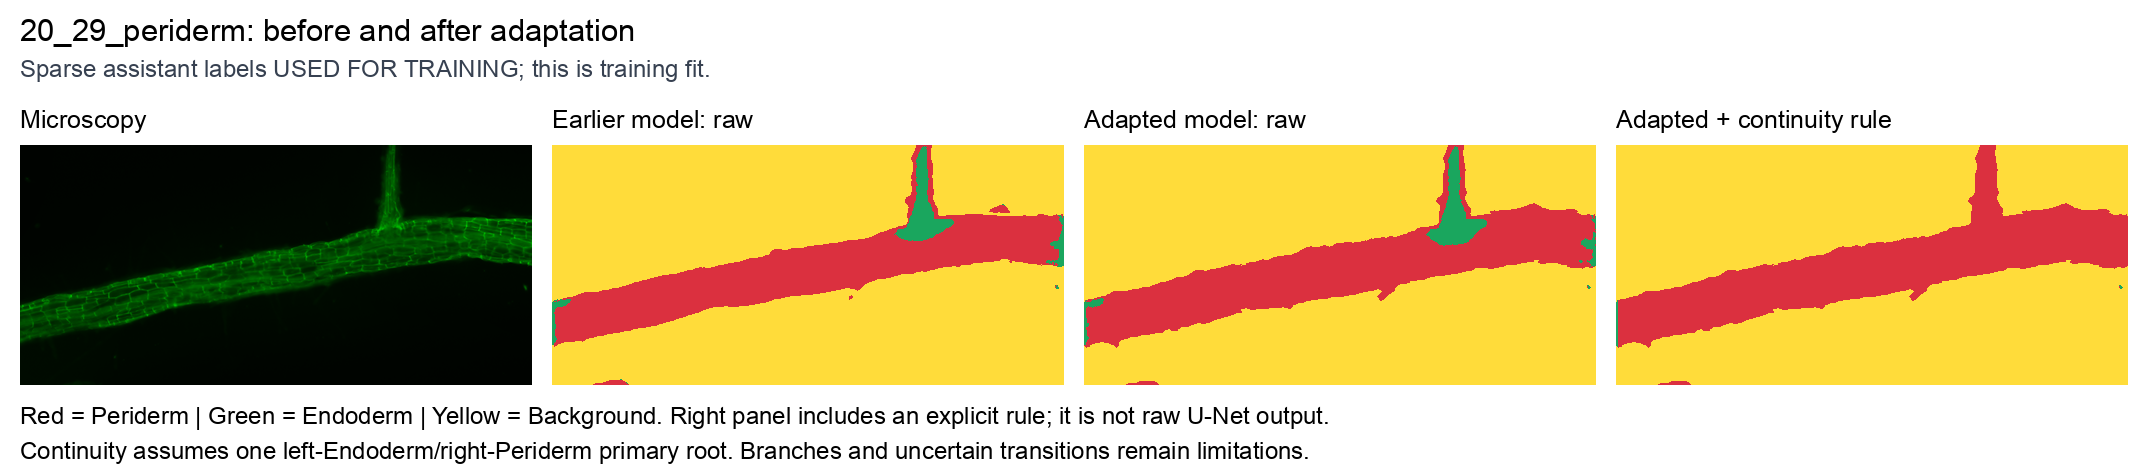 20_29_periderm: before and after adaptation
Sparse assistant labels USED FOR TRAINING; this is training fit.
Microscopy
Earlier model: raw
Adapted model: raw
Adapted + continuity rule
Red = Periderm | Green = Endoderm | Yellow = Background. Right panel includes an explicit rule; it is not raw U-Net output.
Continuity assumes one left-Endoderm/right-Periderm primary root. Branches and uncertain transitions remain limitations.